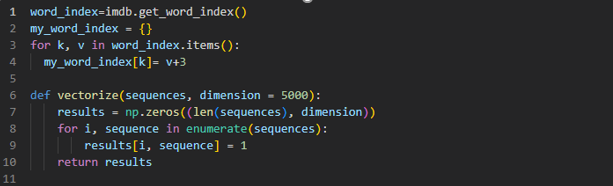 1 word_index=imdb.get_word_index()
2 my_word_index = {}
3 for k, v in word_index.items():
4   my_word_index[k]= v+3
5
6 def vectorize(sequences, dimension = 5000):
7     results = np.zeros((len(sequences), dimension))
8     for i, sequence in enumerate(sequences):
9         results[i, sequence] = 1
10     return results
11